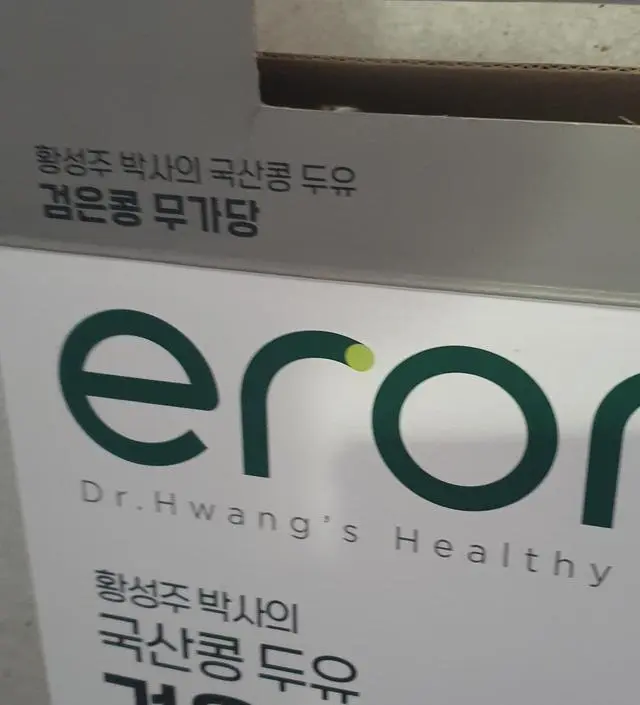 황성주 박사의 국산콩 두유
검은콩 무가당
eron
Dr.Hwang's Healthy
황성주 박사의
국산콩 두유